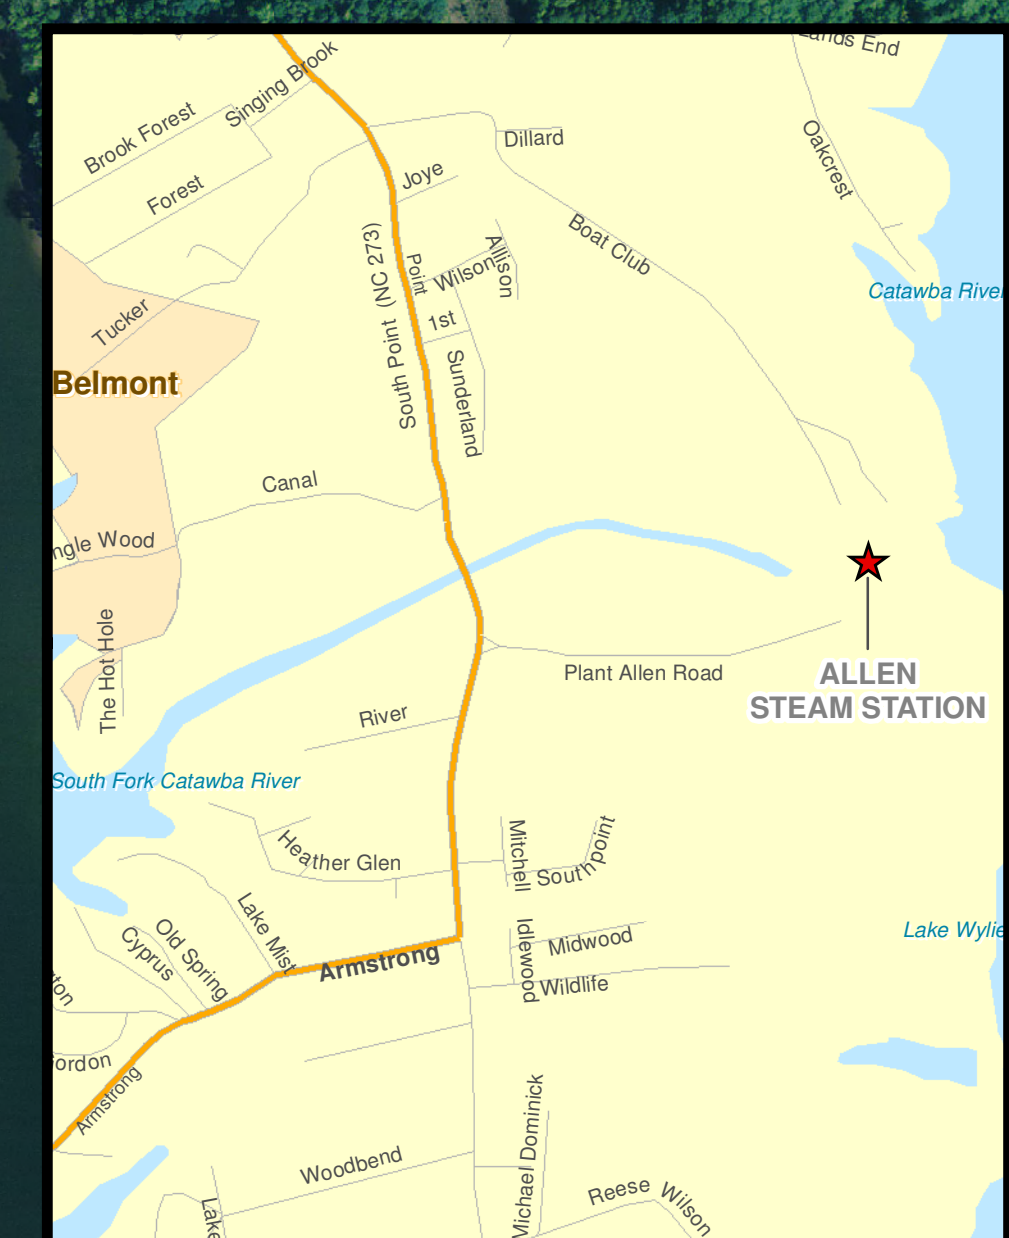 Lands End
Singing Brook
Brook Forest
Dillard
Oakcrest
Joye
Forest
Boat Club
Allison
South Point (NC 273)
Point
Wilson
Catawba River
Tucker
1st
Sunderland
Belmont
Canal
ngle Wood
The Hot Hole
Plant Allen Road
ALLEN
STEAM STATION
River
South Fork Catawba River
Mitchell
Southpoint
Heather Glen
Lake Mist
Old Spring
Cyprus
Idlewood
Midwood
Lake Wylie
Armstrong
Wildlife
rton
Gordon
Armstrong
Michael Dominick
Woodbend
Reese Wilson
Lake